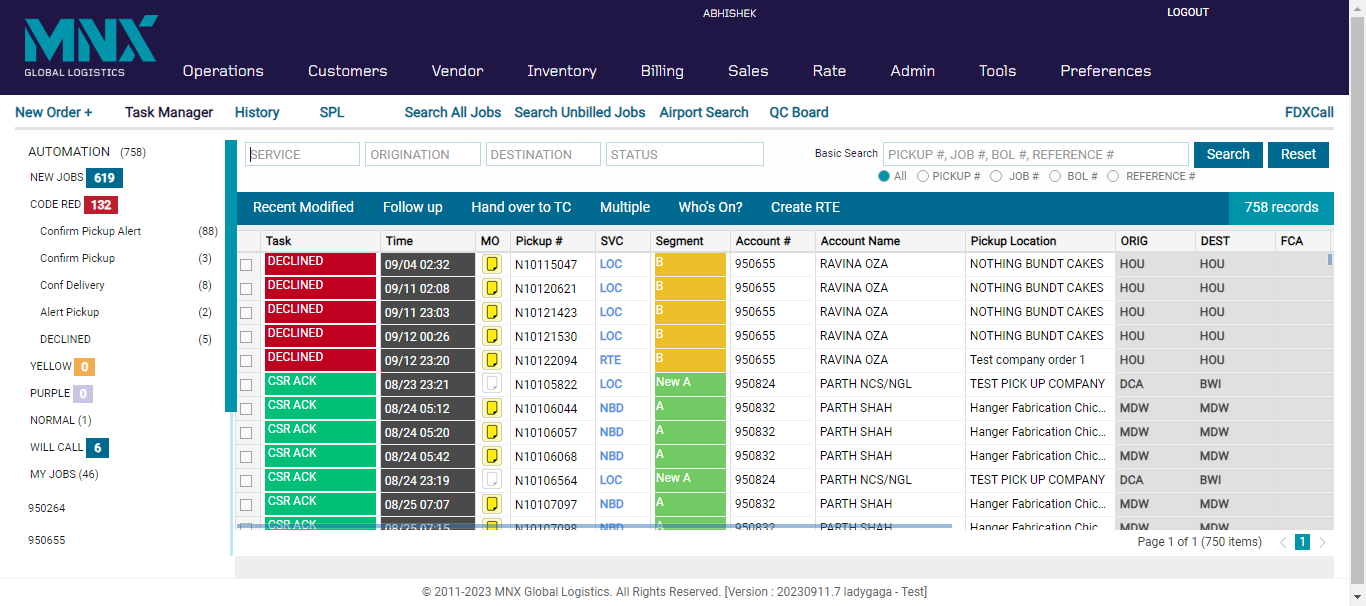 MNX
GLOBAL LOGISTICS
ABHISHEK
LOGOUT
Operations Customers Vendor Inventory Billing Sales Rate Admin Tools Preferences
New Order + Task Manager History SPL Search All Jobs Search Unbilled Jobs Airport Search QC Board FDXCall
AUTOMATION (758)
NEW JOBS 619
CODE RED 132
Confirm Pickup Alert (88)
Confirm Pickup (3)
Conf Delivery (8)
Alert Pickup (2)
DECLINED (5)
YELLOW 0
PURPLE 0
NORMAL (1)
WILL CALL 6
MY JOBS (46)
950264
950655
SERVICE ORIGINATION DESTINATION STATUS Basic Search PICKUP #, JOB #, BOL #, REFERENCE # Search Reset
All PICKUP # JOB # BOL # REFERENCE #
Recent Modified Follow up Hand over to TC Multiple Who's On? Create RTE 758 records
Task Time MO Pickup # SVC Segment Account # Account Name Pickup Location ORIG DEST FCA
DECLINED 09/04 02:32 N10115047 LOC B 950655 RAVINA OZA NOTHING BUNDT CAKES HOU HOU
DECLINED 09/11 02:08 N10120621 LOC B 950655 RAVINA OZA NOTHING BUNDT CAKES HOU HOU
DECLINED 09/11 23:03 N10121423 LOC B 950655 RAVINA OZA NOTHING BUNDT CAKES HOU HOU
DECLINED 09/12 00:26 N10121530 LOC B 950655 RAVINA OZA NOTHING BUNDT CAKES HOU HOU
DECLINED 09/12 23:20 N10122094 RTE B 950655 RAVINA OZA Test company order 1 HOU HOU
CSR ACK 08/23 23:21 N10105822 LOC New A 950824 PARTH NCS/NGL TEST PICK UP COMPANY DCA BWI
CSR ACK 08/24 05:12 N10106044 NBD A 950832 PARTH SHAH Hanger Fabrication Chic... MDW MDW
CSR ACK 08/24 05:20 N10106057 NBD A 950832 PARTH SHAH Hanger Fabrication Chic... MDW MDW
CSR ACK 08/24 05:42 N10106068 NBD A 950832 PARTH SHAH Hanger Fabrication Chic... MDW MDW
CSR ACK 08/24 23:19 N10106564 LOC New A 950824 PARTH NCS/NGL TEST PICK UP COMPANY DCA BWI
CSR ACK 08/25 07:07 N10107097 NBD A 950832 PARTH SHAH Hanger Fabrication Chic... MDW MDW
CSR ACK 08/25 07:15 N10107098 NBD A 950832 PARTH SHAH Hanger Fabrication Chic... MDW MDW
Page 1 of 1 (750 items) 1
© 2011-2023 MNX Global Logistics. All Rights Reserved. [Version : 20230911.7 ladygaga - Test]